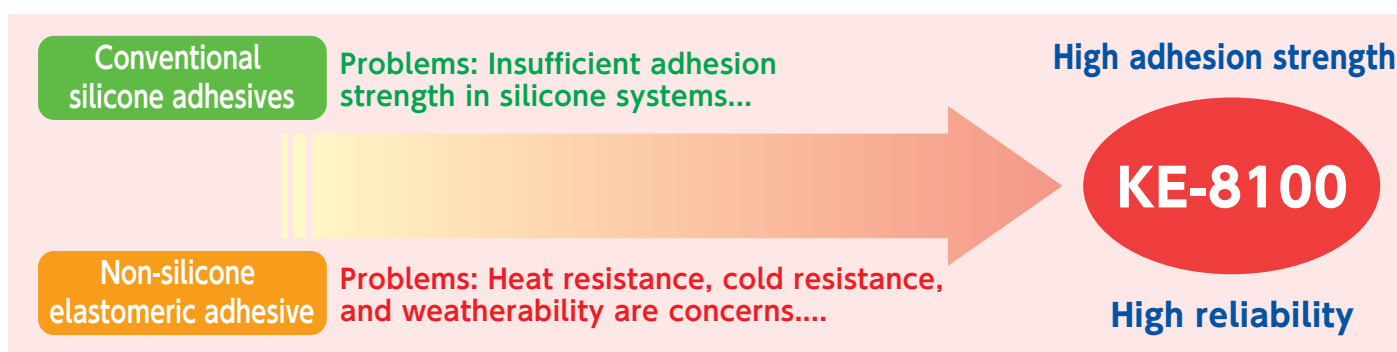 Conventional
silicone adhesives
Problems: Insufficient adhesion
strength in silicone systems...
High adhesion strength
KE-8100
Non-silicone
elastomeric adhesive
Problems: Heat resistance, cold resistance,
and weatherability are concerns....
High reliability